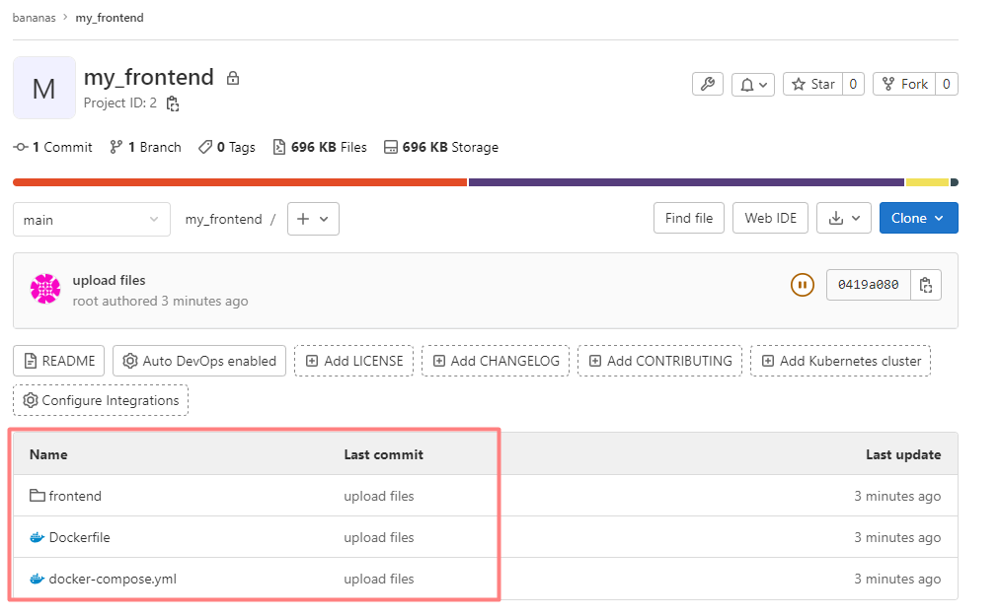 bananas > my_frontend
M
my_frontend
Project ID: 2
Star 0 Fork 0
1 Commit 1 Branch 0 Tags 696 KB Files 696 KB Storage
main my_frontend / + Find file Web IDE Clone
upload files
root authored 3 minutes ago
0419a080
README Auto DevOps enabled Add LICENSE Add CHANGELOG Add CONTRIBUTING Add Kubernetes cluster
Configure Integrations
Name Last commit Last update
frontend upload files 3 minutes ago
Dockerfile upload files 3 minutes ago
docker-compose.yml upload files 3 minutes ago